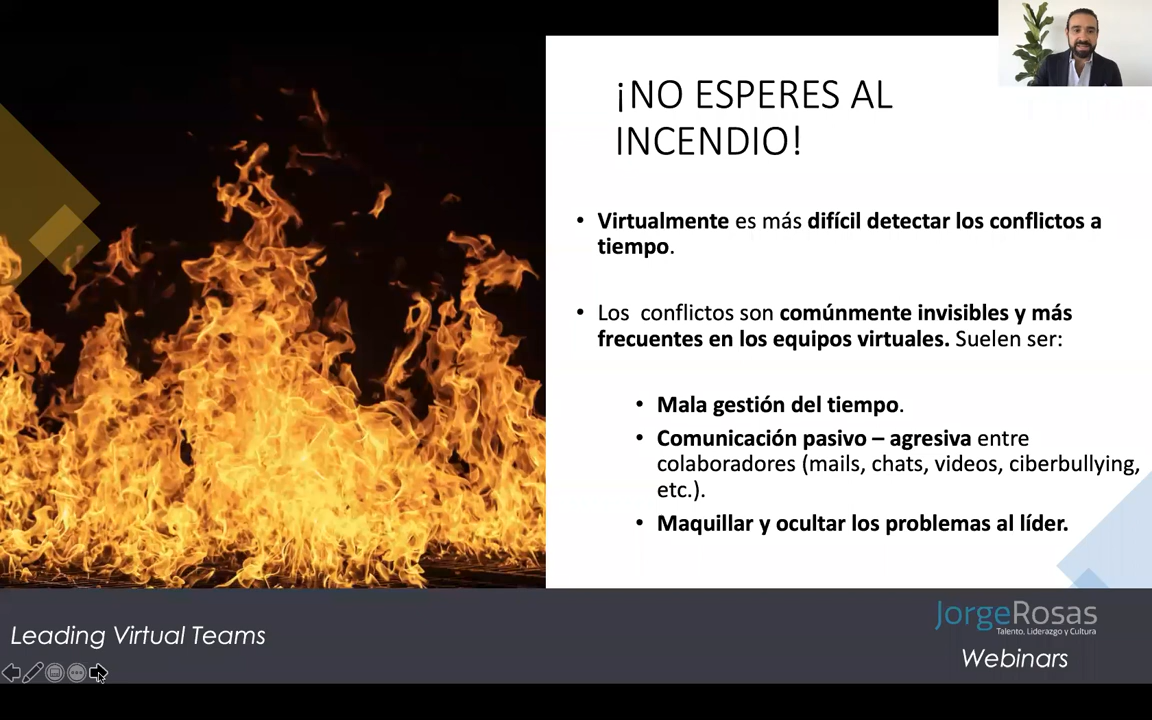 ¡NO ESPERES AL
INCENDIO!
• Virtualmente es más difícil detectar los conflictos a
tiempo.
• Los conflictos son comúnmente invisibles y más
frecuentes en los equipos virtuales. Suelen ser:
• Mala gestión del tiempo.
• Comunicación pasivo – agresiva entre
colaboradores (mails, chats, videos, ciberbullying,
etc.).
• Maquillar y ocultar los problemas al líder.
Leading Virtual Teams
JorgeRosas
Talento, Liderazgo y Cultura
Webinars